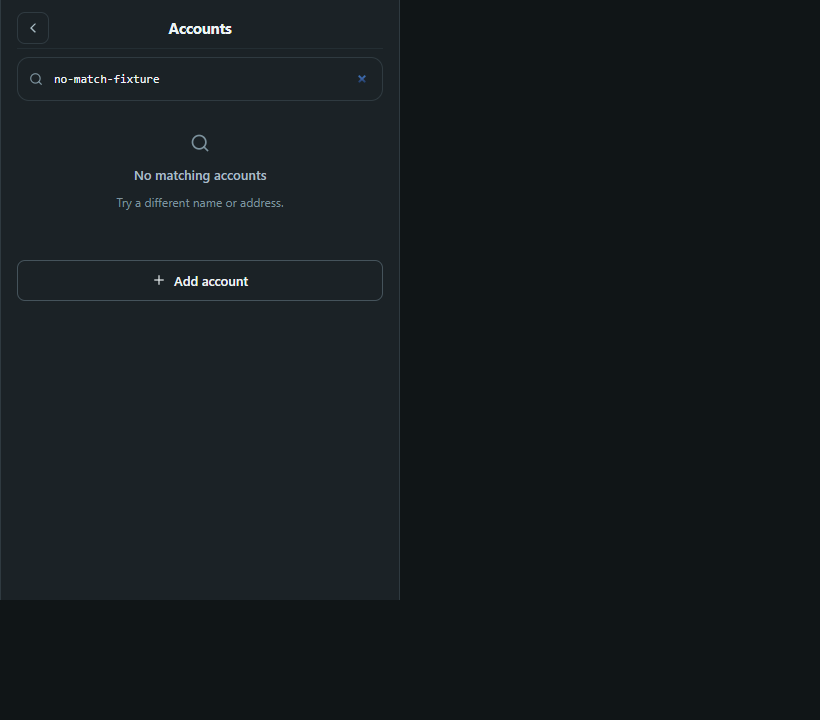 Accounts
no-match-fixture
No matching accounts
Try a different name or address.
Add account